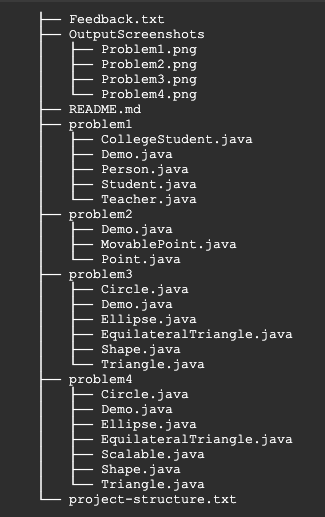 ├── Feedback.txt
├── OutputScreenshots
│   ├── Problem1.png
│   ├── Problem2.png
│   ├── Problem3.png
│   └── Problem4.png
├── README.md
├── problem1
│   ├── CollegeStudent.java
│   ├── Demo.java
│   ├── Person.java
│   ├── Student.java
│   └── Teacher.java
├── problem2
│   ├── Demo.java
│   ├── MovablePoint.java
│   └── Point.java
├── problem3
│   ├── Circle.java
│   ├── Demo.java
│   ├── Ellipse.java
│   ├── EquilateralTriangle.java
│   ├── Shape.java
│   └── Triangle.java
├── problem4
│   ├── Circle.java
│   ├── Demo.java
│   ├── Ellipse.java
│   ├── EquilateralTriangle.java
│   ├── Scalable.java
│   ├── Shape.java
│   └── Triangle.java
└── project-structure.txt